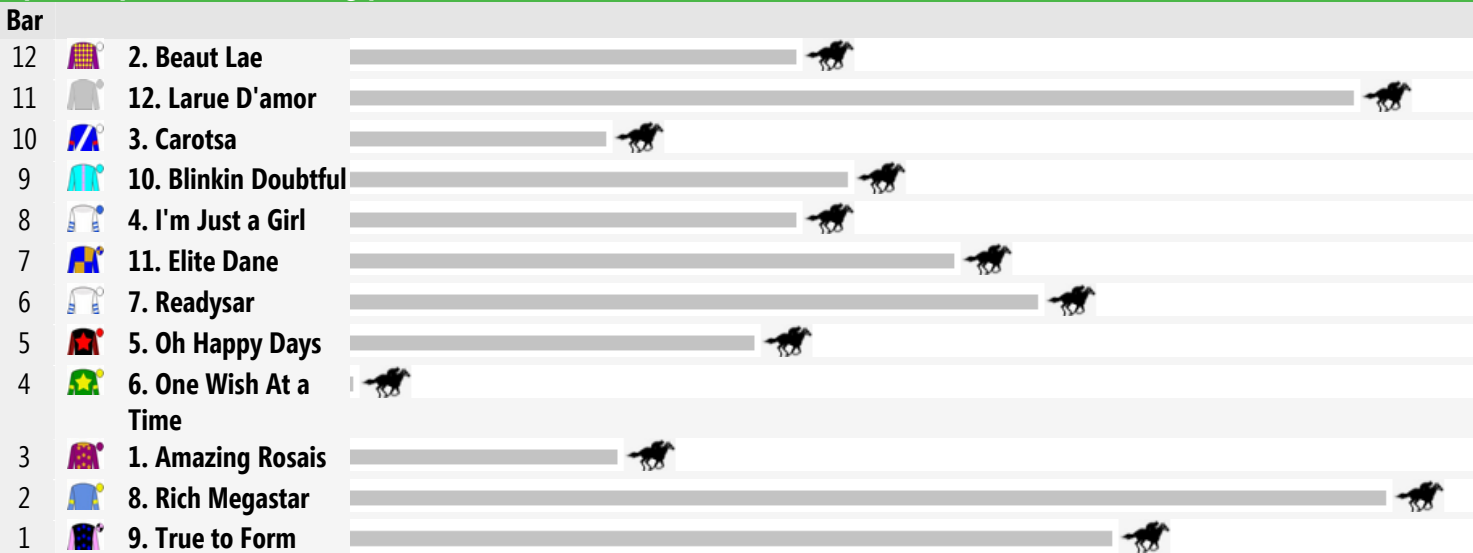 Bar
12 2. Beaut Lae
11 12. Larue D'amor
10 3. Carotsa
9 10. Blinkin Doubtful
8 4. I'm Just a Girl
7 11. Elite Dane
6 7. Readysar
5 5. Oh Happy Days
4 6. One Wish At a
Time
3 1. Amazing Rosais
2 8. Rich Megastar
1 9. True to Form